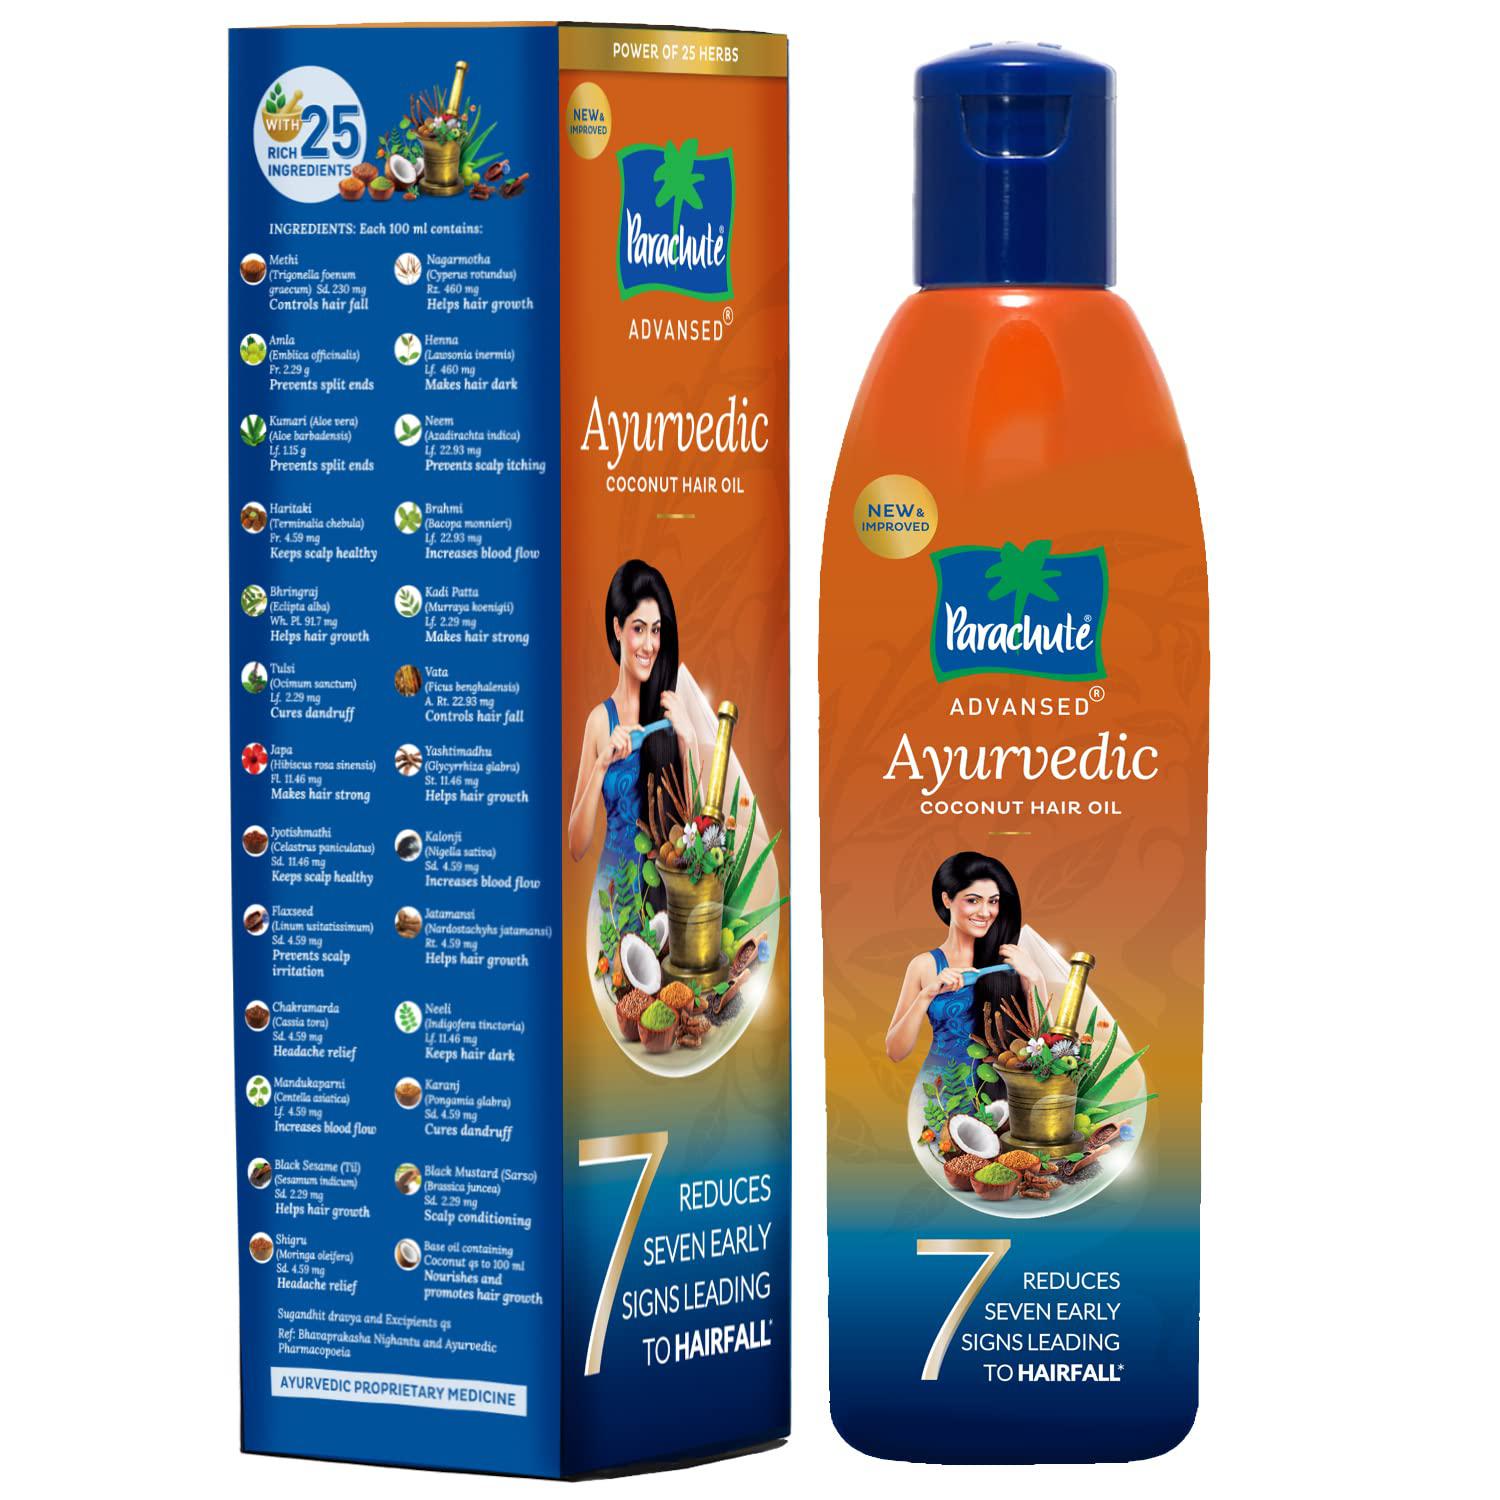 WITH 25
RICH
INGREDIENTS
INGREDIENTS: Each 100 ml contains:
Methi
(Trigonella foenum
graecum) Sd. 230 mg
Controls hair fall
Amla
(Emblica officinalis)
Fr. 2.29 g
Prevents split ends
Kumari (Aloe vera)
(Aloe barbadensis)
Lf. 1.15 g
Prevents split ends
Haritaki
(Terminalia chebula)
Fr. 4.59 mg
Keeps scalp healthy
Bhringraj
(Eclipta alba)
Wh. Pl. 91.7 mg
Helps hair growth
Tulsi
(Ocimum sanctum)
Lf. 2.29 mg
Cures dandruff
Japa
(Hibiscus rosa sinensis)
Fl. 11.46 mg
Makes hair strong
Jyotishmathi
(Celastrus paniculatus)
Sd. 11.46 mg
Keeps scalp healthy
Flaxseed
(Linum usitatissimum)
Sd. 4.59 mg
Prevents scalp
irritation
Chakramarda
(Cassia tora)
Sd. 4.59 mg
Headache relief
Mandukaparni
(Centella asiatica)
Lf. 4.59 mg
Increases blood flow
Black Sesame (Til)
(Sesamum indicum)
Sd. 2.29 mg
Helps hair growth
Shigru
(Moringa oleifera)
Sd. 4.59 mg
Headache relief
Nagarmotha
(Cyperus rotundus)
Rz. 460 mg
Helps hair growth
Henna
(Lawsonia inermis)
Lf. 460 mg
Makes hair dark
Neem
(Azadirachta indica)
Lf. 22.93 mg
Prevents scalp itching
Brahmi
(Bacopa monnieri)
Lf. 22.93 mg
Increases blood flow
Kadi Patta
(Murraya koenigii)
Lf. 2.29 mg
Makes hair strong
Vata
(Ficus benghalensis)
A. Rt. 22.93 mg
Controls hair fall
Yashtimadhu
(Glycyrrhiza glabra)
St. 11.46 mg
Helps hair growth
Kalonji
(Nigella sativa)
Sd. 4.59 mg
Increases blood flow
Jatamansi
(Nardostachyhs jatamansi)
Rt. 4.59 mg
Helps hair growth
Neeli
(Indigofera tinctoria)
Lf. 11.46 mg
Keeps hair dark
Karanj
(Pongamia glabra)
Sd. 4.59 mg
Cures dandruff
Black Mustard (Sarso)
(Brassica juncea)
Sd. 2.29 mg
Scalp conditioning
Base oil containing
Coconut qs to 100 ml
Nourishes and
promotes hair growth
Sugandhit dravya and Excipients qs
Ref: Bhavaprakasha Nighantu and Ayurvedic
Pharmacopoeia
AYURVEDIC PROPRIETARY MEDICINE
POWER OF 25 HERBS
NEW &
IMPROVED
Parachute®
ADVANSED®
Ayurvedic
COCONUT HAIR OIL
7 REDUCES
SEVEN EARLY
SIGNS LEADING
TO HAIRFALL*
NEW &
IMPROVED
Parachute®
ADVANSED®
Ayurvedic
COCONUT HAIR OIL
7 REDUCES
SEVEN EARLY
SIGNS LEADING
TO HAIRFALL*